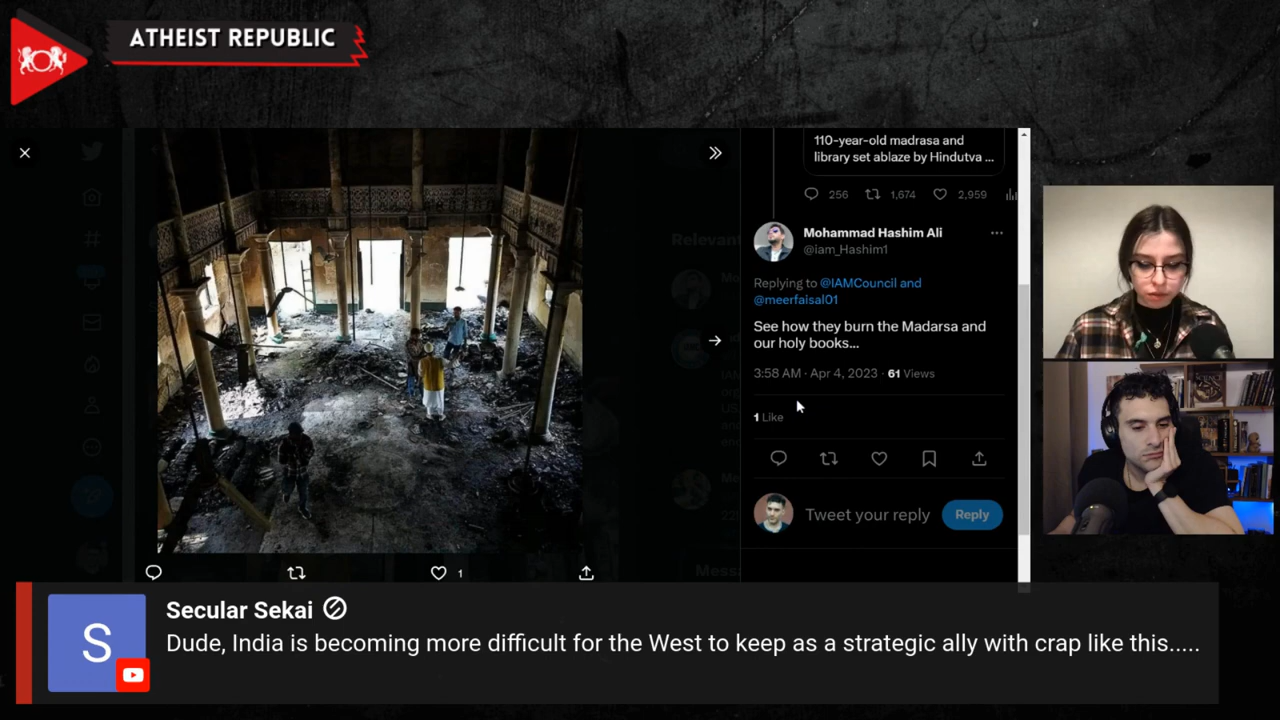 ATHEIST REPUBLIC
110-year-old madrasa and
library set ablaze by Hindutva ...
256 1,674 2,959
Mohammad Hashim Ali
@iam_Hashim1
Replying to @IAMCouncil and
@meerfaisal01
See how they burn the Madarsa and
our holy books...
3:58 AM · Apr 4, 2023 · 61 Views
1 Like
Tweet your reply Reply
1
Relevan
Mess
S
Secular Sekai
Dude, India is becoming more difficult for the West to keep as a strategic ally with crap like this.....